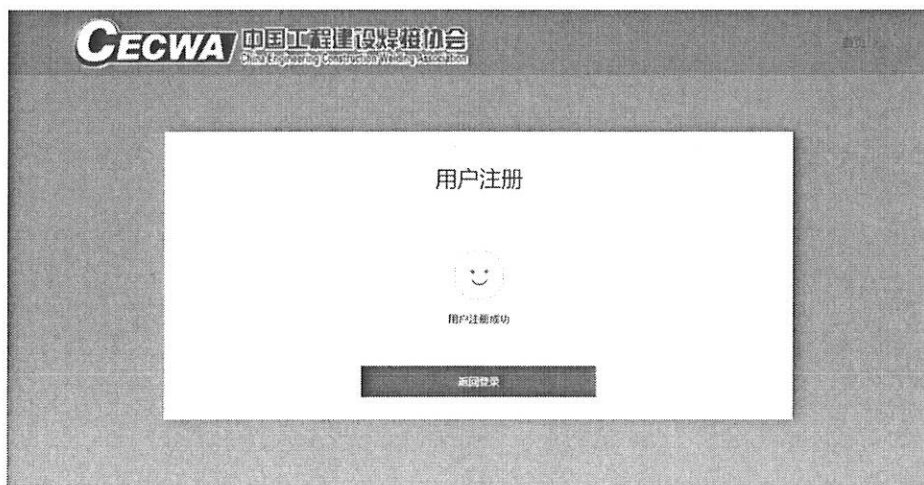 CECWA 中国工程建设焊接协会
China Engineering Construction Welding Association
首页
用户注册
用户注册成功
返回登录